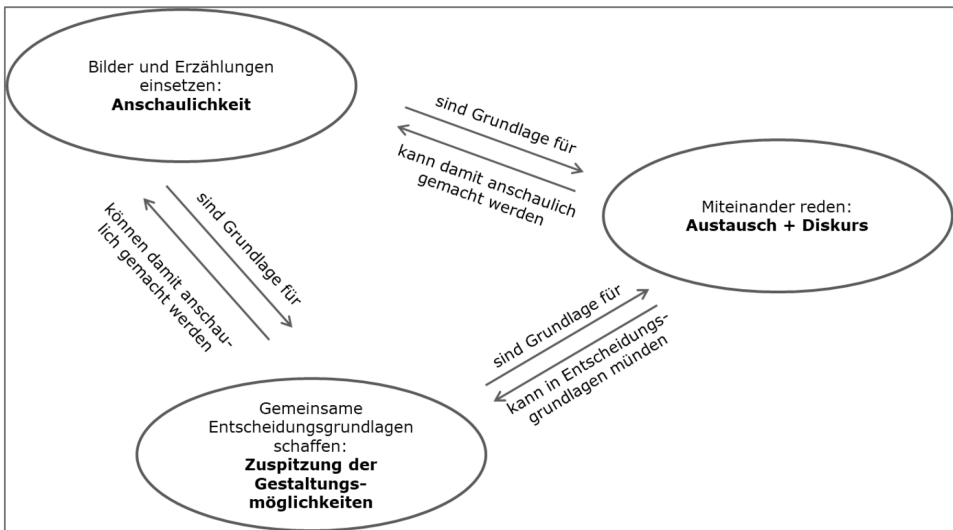 Bilder und Erzählungen
einsetzen:
Anschaulichkeit
sind Grundlage für
kann damit anschaulich
gemacht werden
Miteinander reden:
Austausch + Diskurs
sind Grundlage für
können damit anschau-
lich gemacht werden
sind Grundlage für
kann in Entscheidungs-
grundlagen münden
Gemeinsame
Entscheidungsgrundlagen
schaffen:
Zuspitzung der
Gestaltungs-
möglichkeiten